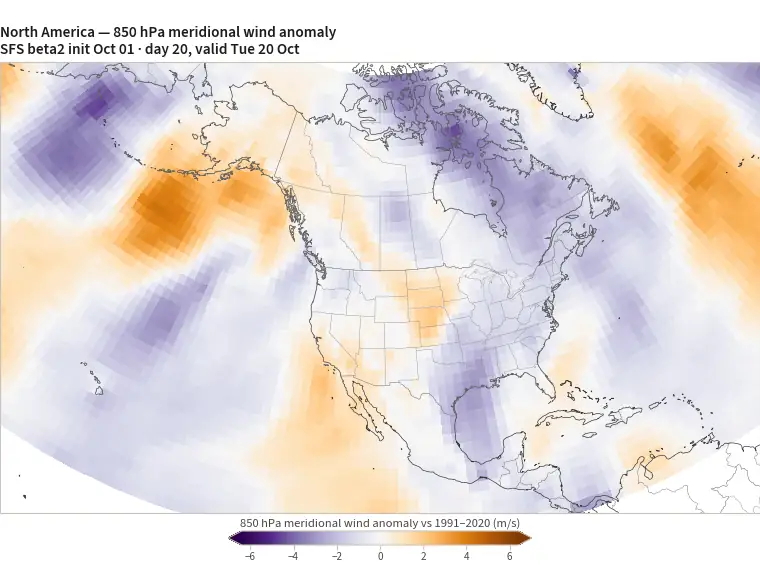 North America — 850 hPa meridional wind anomaly
SFS beta2 init Oct 01 · day 20, valid Tue 20 Oct
850 hPa meridional wind anomaly vs 1991–2020 (m/s)
−6 −4 −2 0 2 4 6